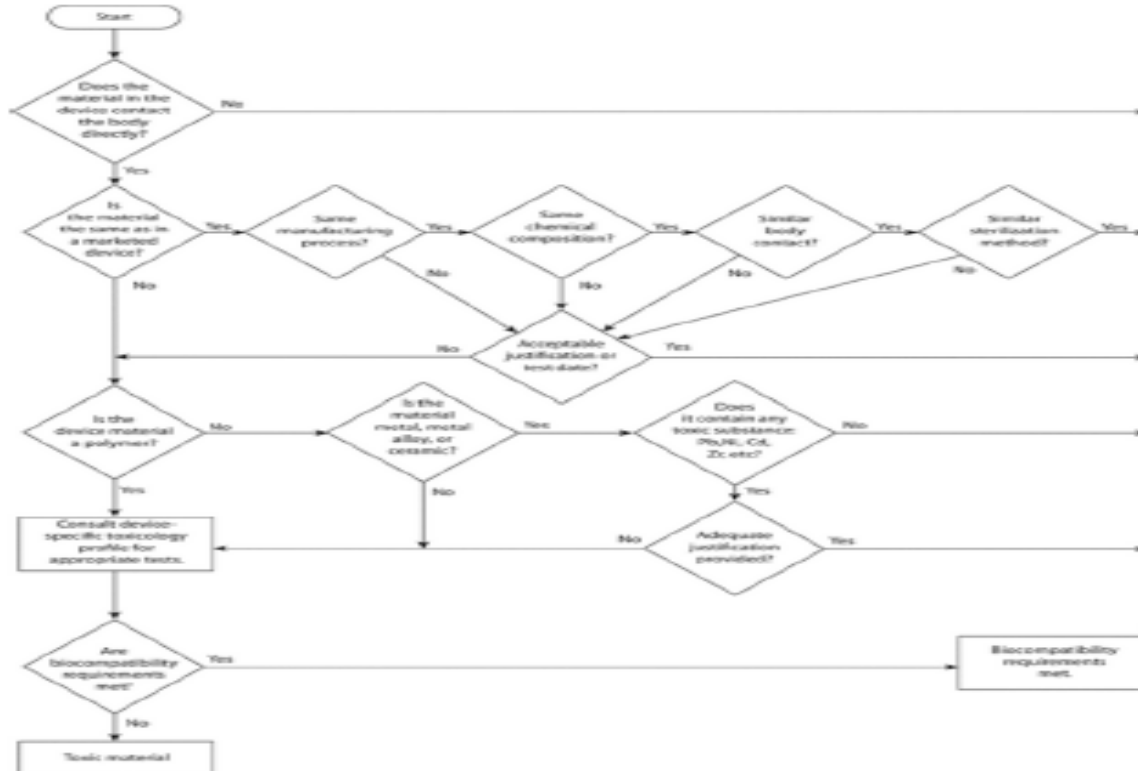 Start
Does the
material in the
device contact
the body
directly?
No
Yes
Is
the material
the same as in
a marketed
device?
Yes
Same
manufacturing
process?
Yes
Same
chemical
composition?
Yes
Similar
body
contact?
Yes
Similar
sterilization
method?
Yes
No
No
No
No
No
Acceptable
justification or
test date?
No
Yes
Is the
device material
a polymer?
No
Is the
material
metal, metal
alloy, or
ceramic?
Yes
Does
it contain any
toxic substance:
Pb, Ni, Cd,
Zr, etc?
No
Yes
No
Yes
Consult device-
specific toxicology
profile for
appropriate tests.
No
Adequate
justification
provided?
Yes
Are
biocompatibility
requirements
met?
Yes
Biocompatibility
requirements
met.
No
Toxic material